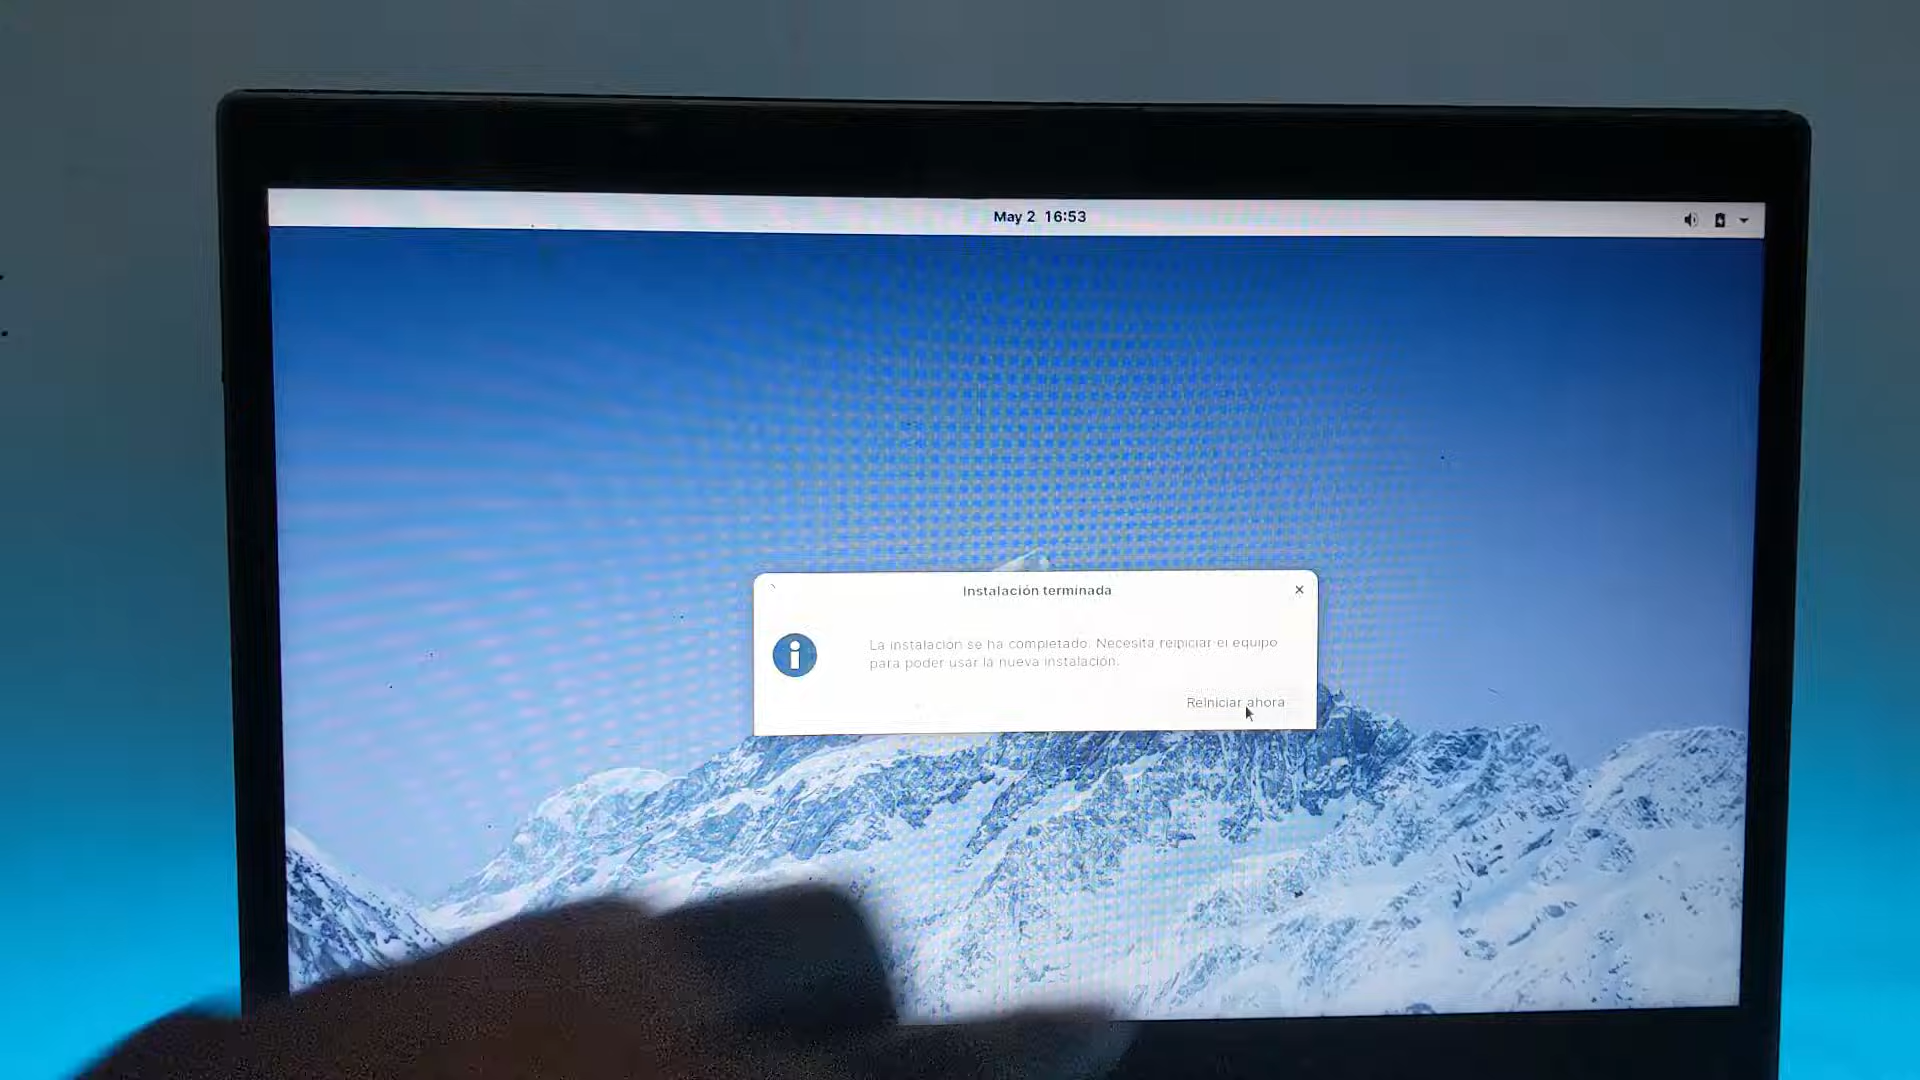 May 2 16:53
Instalación terminada
La instalación se ha completado. Necesita reiniciar el equipo
para poder usar la nueva instalación.
Reiniciar ahora